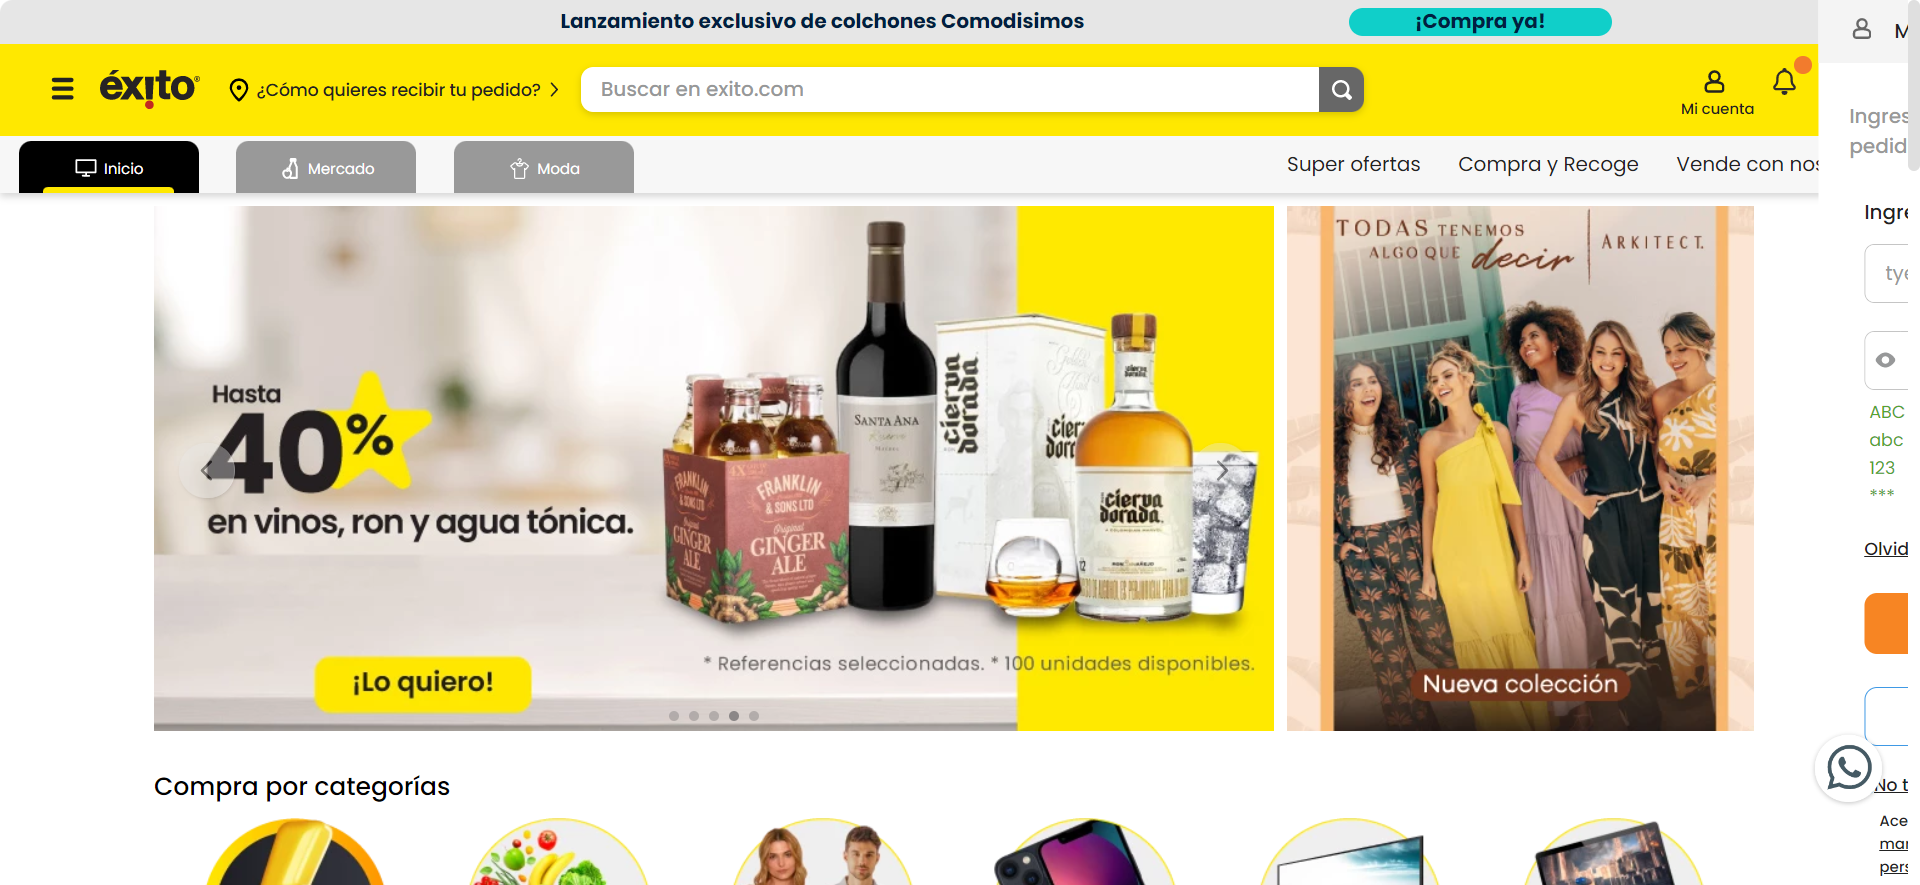 Lanzamiento exclusivo de colchones Comodisimos
¡Compra ya!
éxito
¿Cómo quieres recibir tu pedido?
Buscar en exito.com
Mi cuenta
Inicio
Mercado
Moda
Super ofertas
Compra y Recoge
Vende con nos
Ingres
pedid
Ingre
ABC
abc
123
***
Olvid
No t
Ace
mar
pers
Hasta
40%
en vinos, ron y agua tónica.
¡Lo quiero!
* Referencias seleccionadas. * 100 unidades disponibles.
FRANKLIN
& SONS LTD
Original
GINGER
ALE
SANTA ANA
Reserva
cierva
dorada.
TODAS TENEMOS
ALGO QUE decir
ARKITECT.
Nueva colección
Compra por categorías